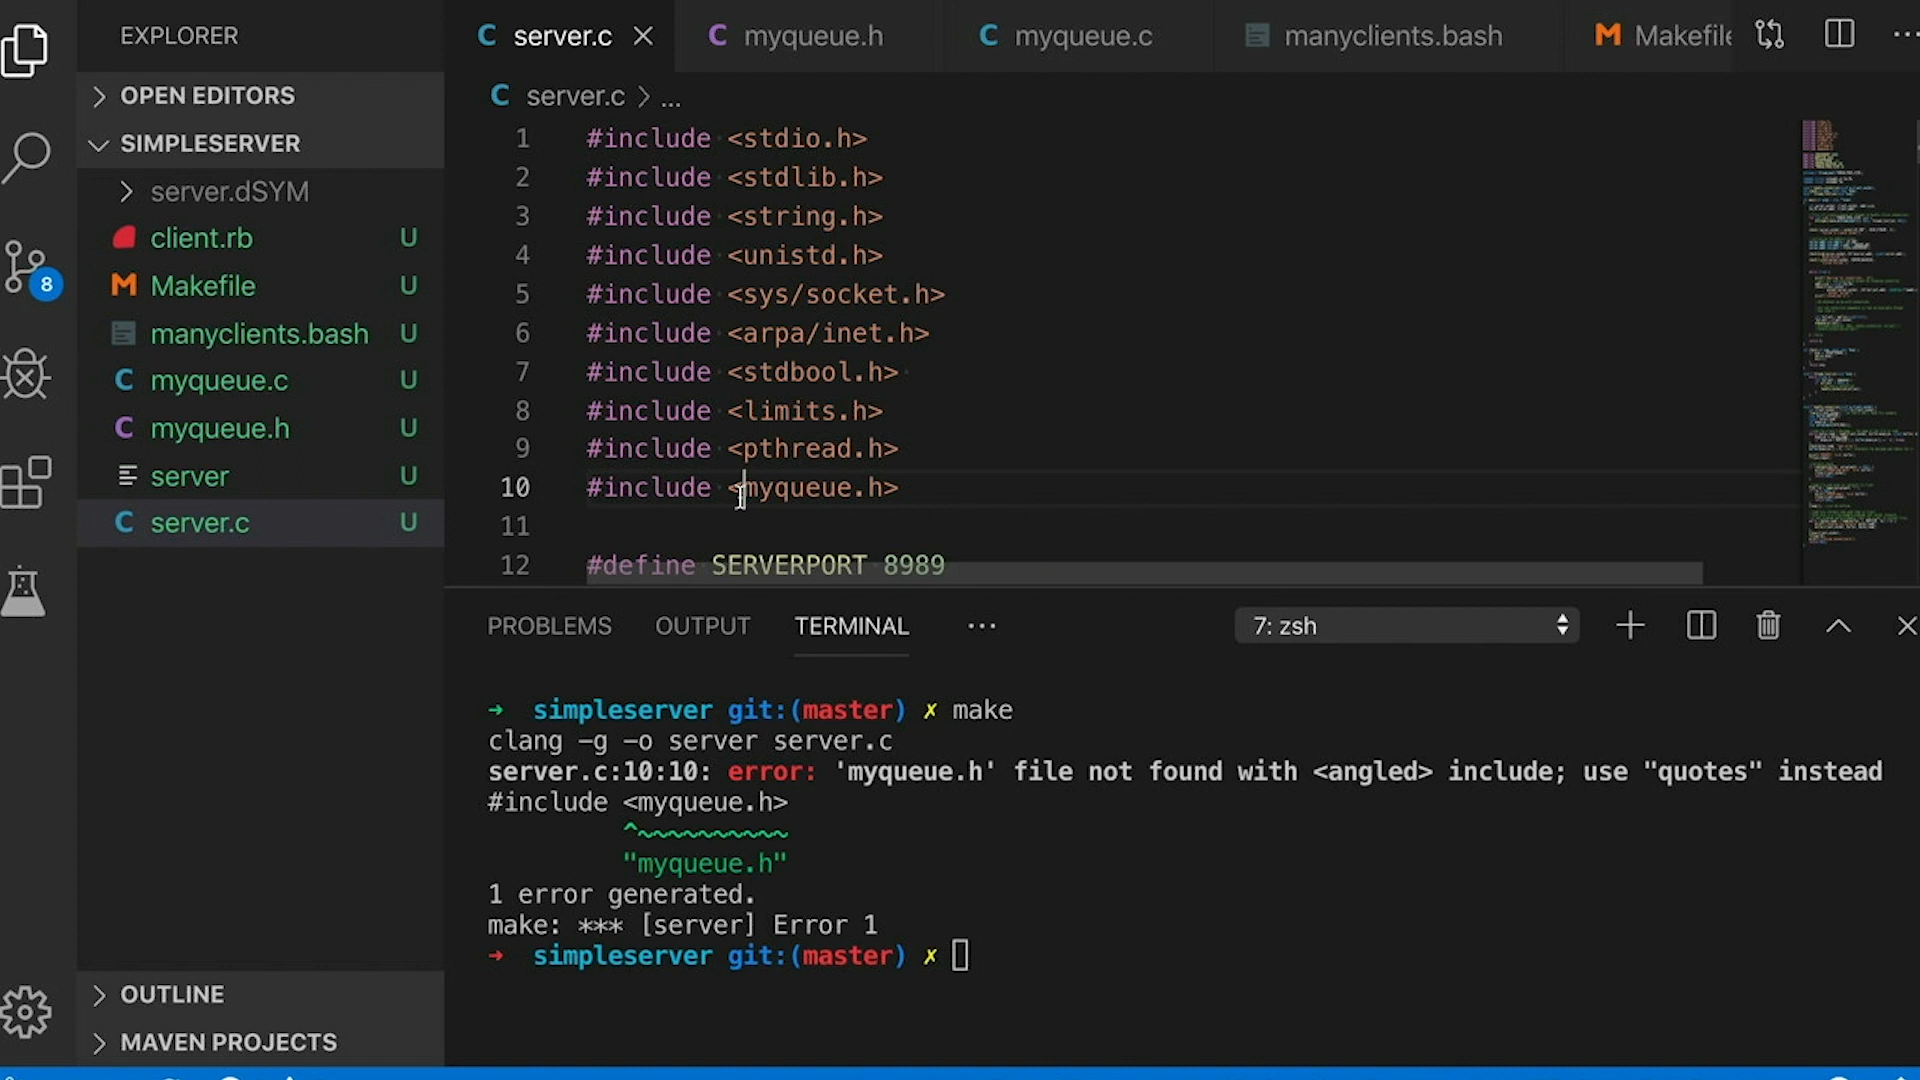 EXPLORER
OPEN EDITORS
SIMPLESERVER
server.dSYM
client.rb U
Makefile U
manyclients.bash U
myqueue.c U
myqueue.h U
server U
server.c U
8
OUTLINE
MAVEN PROJECTS
C server.c myqueue.h myqueue.c manyclients.bash Makefile
C server.c > ...
1 #include <stdio.h>
2 #include <stdlib.h>
3 #include <string.h>
4 #include <unistd.h>
5 #include <sys/socket.h>
6 #include <arpa/inet.h>
7 #include <stdbool.h>
8 #include <limits.h>
9 #include <pthread.h>
10 #include <myqueue.h>
11
12 #define SERVERPORT 8989
PROBLEMS OUTPUT TERMINAL ... 7: zsh
➜ simpleserver git:(master) ✗ make
clang -g -o server server.c
server.c:10:10: error: 'myqueue.h' file not found with <angled> include; use "quotes" instead
#include <myqueue.h>
^~~~~~~~~~~
"myqueue.h"
1 error generated.
make: *** [server] Error 1
➜ simpleserver git:(master) ✗